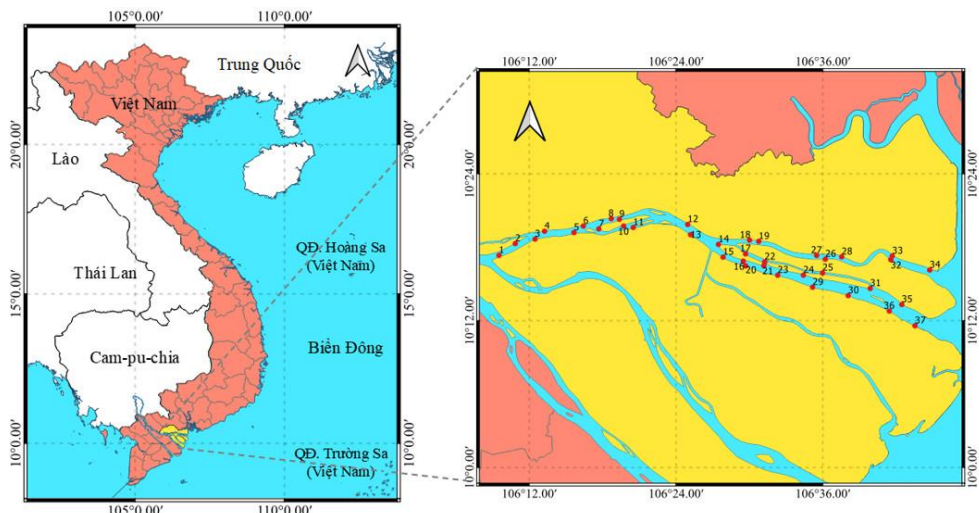 105°0.00′ 110°0.00′
Trung Quốc
Việt Nam
Lào
20°0.00′ 20°0.00′
QĐ. Hoàng Sa
(Việt Nam)
Thái Lan
15°0.00′ 15°0.00′
Cam-pu-chia
Biển Đông
10°0.00′ 10°0.00′
QĐ. Trường Sa
(Việt Nam)
105°0.00′ 110°0.00′
106°12.00′ 106°24.00′ 106°36.00′
10°24.00′ 10°24.00′
1 2 3 4 5 6 7 8 9 10 11 12 13 14 15 16 17 18 19 20 21 22 23 24 25 26 27 28 29 30 31 32 33 34 35 36 37
10°12.00′ 10°12.00′
10°0.00′ 10°0.00′
106°12.00′ 106°24.00′ 106°36.00′